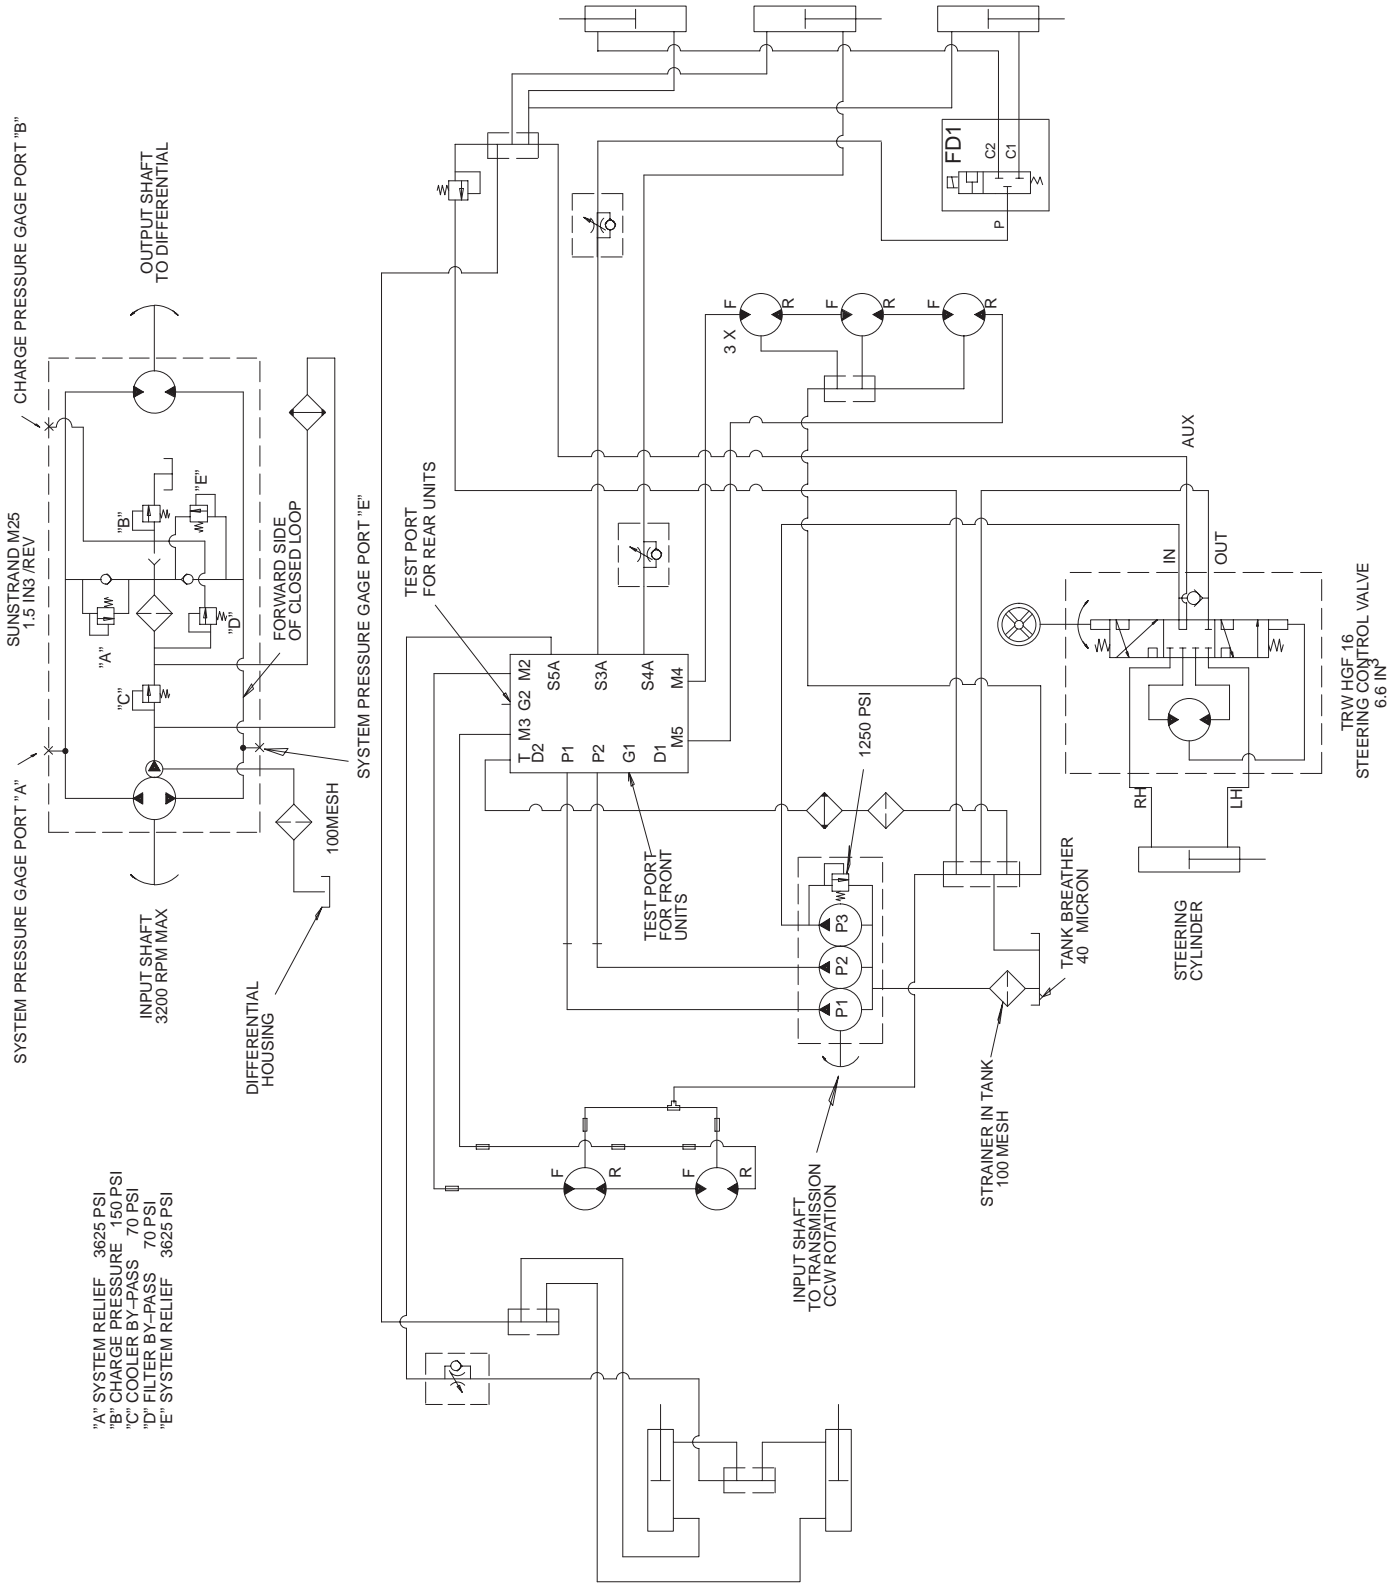 SUNSTRAND M25
1.5 IN3 /REV
SYSTEM PRESSURE GAGE PORT "A"
CHARGE PRESSURE GAGE PORT "B"
INPUT SHAFT
3200 RPM MAX
OUTPUT SHAFT
TO DIFFERENTIAL
"A"
"B"
"C"
"D"
"E"
FORWARD SIDE
OF CLOSED LOOP
SYSTEM PRESSURE GAGE PORT "E"
100MESH
DIFFERENTIAL
HOUSING
"A" SYSTEM RELIEF 3625 PSI
"B" CHARGE PRESSURE 150 PSI
"C" COOLER BY–PASS 70 PSI
"D" FILTER BY–PASS 70 PSI
"E" SYSTEM RELIEF 3625 PSI
TEST PORT
FOR REAR UNITS
T M3 G2 M2
D2
S5A
P1
P2
S3A
G1
S4A
D1
M5 M4
TEST PORT
FOR FRONT
UNITS
1250 PSI
P1 P2 P3
INPUT SHAFT
TO TRANSMISSION
CCW ROTATION
F
R
F
R
3 X
F
R
F
R
F
R
FD1
C2
C1
P
STRAINER IN TANK
100 MESH
TANK BREATHER
40 MICRON
AUX
IN
OUT
RH
LH
STEERING
CYLINDER
TRW HGF 16
STEERING CONTROL VALVE
6.6 IN3